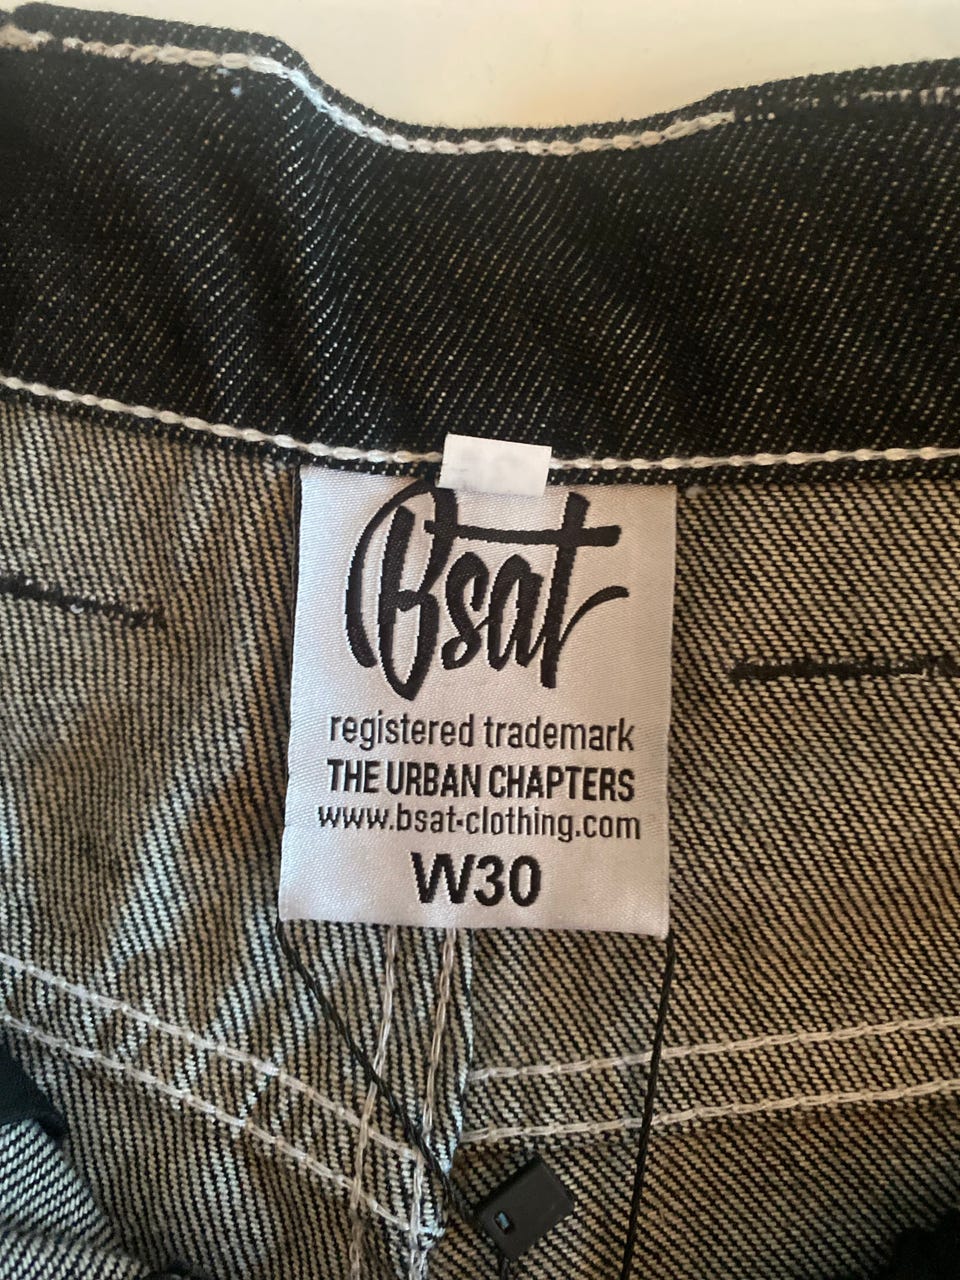 Bsat
registered trademark
THE URBAN CHAPTERS
www.bsat-clothing.com
W30